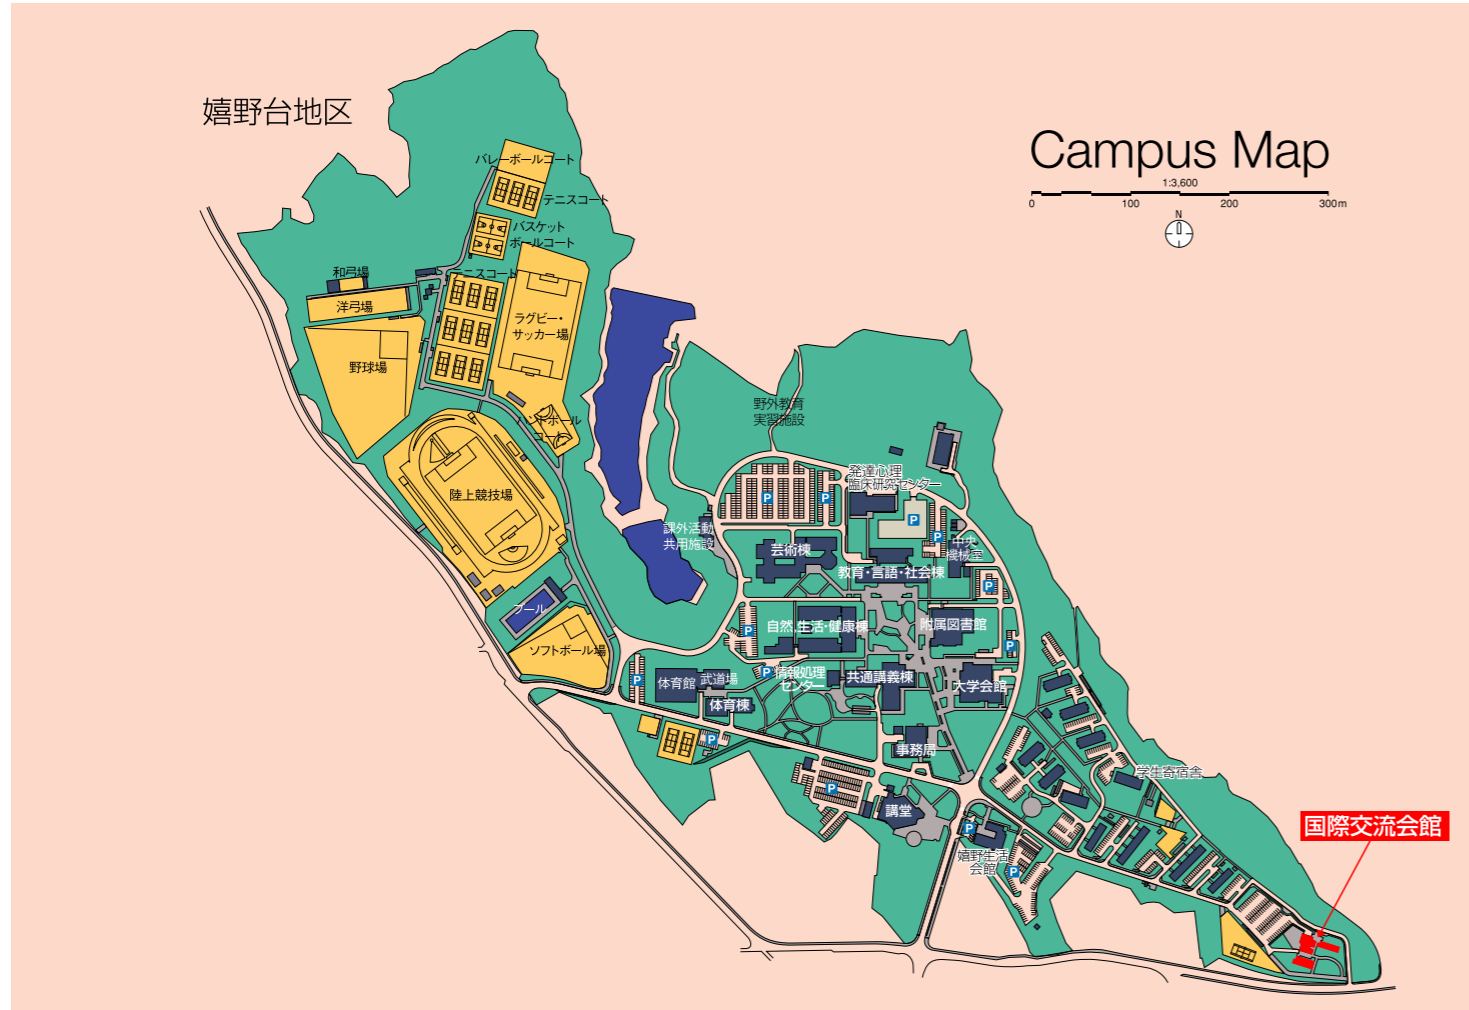 嬉野台地区
Campus Map
1:3,600
0 100 200 300m
N
バレーボールコート
テニスコート
バスケット
ボールコート
和弓場
テニスコート
洋弓場
ラグビー・
サッカー場
野球場
ハンドボール
コート
野外教育
実習施設
陸上競技場
発達心理
臨床研究センター
P
P
P
P
課外活動
共用施設
中央
機械室
芸術棟
教育・言語・社会棟
P
プール
自然、生活・健康棟
附属図書館
P
P
ソフトボール場
P
体育館
武道場
P
情報処理
センター
共通講義棟
大学会館
体育棟
P
事務局
学生寄宿舎
P
講堂
P
国際交流会館
嬉野生活
会館
P